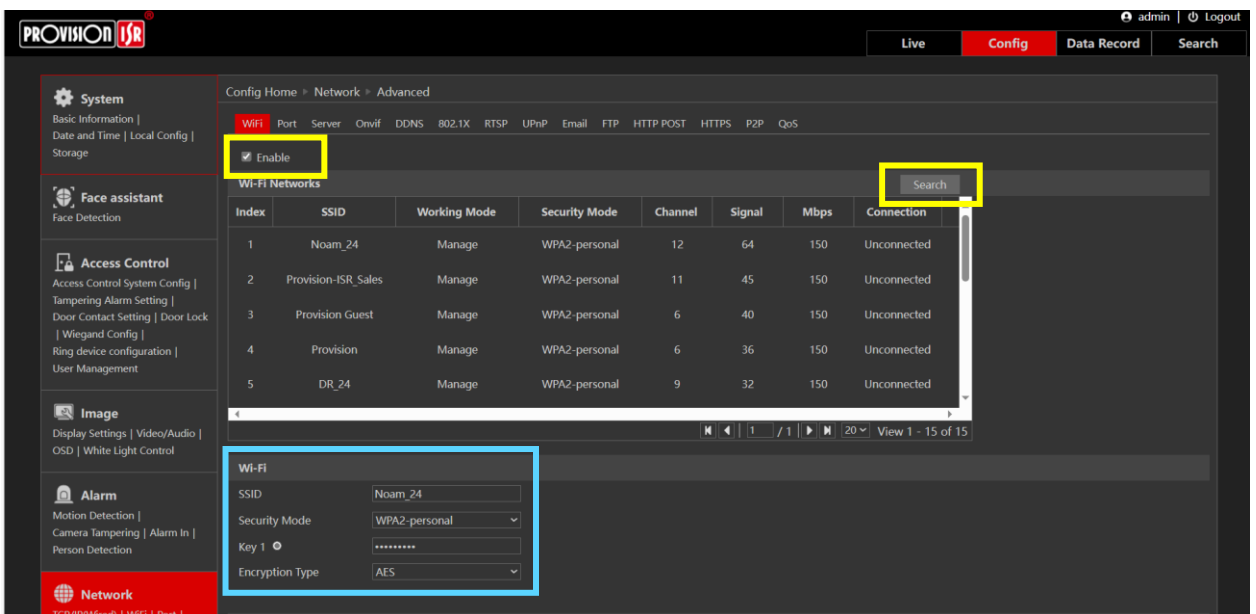 admin | Logout
PROVISION ISR
Live Config Data Record Search
System
Basic Information |
Date and Time | Local Config |
Storage
Face assistant
Face Detection
Access Control
Access Control System Config |
Tampering Alarm Setting |
Door Contact Setting | Door Lock
| Wiegand Config |
Ring device configuration |
User Management
Image
Display Settings | Video/Audio |
OSD | White Light Control
Alarm
Motion Detection |
Camera Tampering | Alarm In |
Person Detection
Network
Config Home Network Advanced
WiFi Port Server Onvif DDNS 802.1X RTSP UPnP Email FTP HTTP POST HTTPS P2P QoS
Enable
Wi-Fi Networks Search
Index SSID Working Mode Security Mode Channel Signal Mbps Connection
1 Noam_24 Manage WPA2-personal 12 64 150 Unconnected
2 Provision-ISR_Sales Manage WPA2-personal 11 45 150 Unconnected
3 Provision Guest Manage WPA2-personal 6 40 150 Unconnected
4 Provision Manage WPA2-personal 6 36 150 Unconnected
5 DR_24 Manage WPA2-personal 9 32 150 Unconnected
1 / 1 20 View 1 - 15 of 15
Wi-Fi
SSID Noam_24
Security Mode WPA2-personal
Key 1 •••••••••
Encryption Type AES